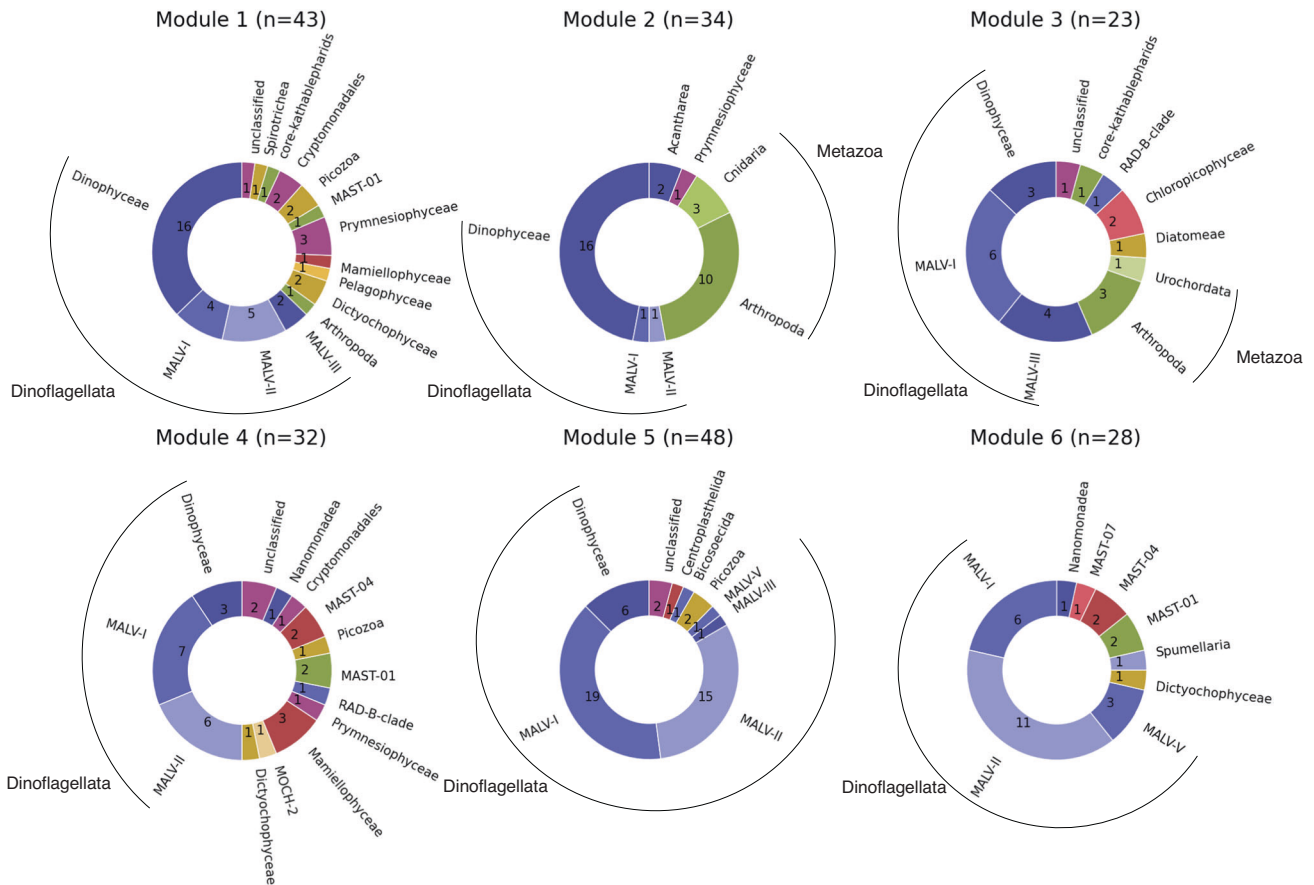 Module 1 (n=43)
unclassified
Spirotrichea
core-kathablepharids
Cryptomonadales
Picozoa
MAST-01
Prymnesiophyceae
Mamiellophyceae
Pelagophyceae
Dictyochophyceae
Arthropoda
MALV-III
MALV-II
MALV-I
Dinophyceae
Dinoflagellata
1
1
1
2
2
1
3
1
1
2
1
2
5
4
16
Module 2 (n=34)
Acantharea
Prymnesiophyceae
Cnidaria
Metazoa
Arthropoda
MALV-II
MALV-I
Dinophyceae
Dinoflagellata
2
1
3
10
1
1
16
Module 3 (n=23)
unclassified
core-kathablepharids
RAD-B-clade
Chloropicophyceae
Diatomeae
Urochordata
Arthropoda
Metazoa
MALV-III
MALV-I
Dinophyceae
Dinoflagellata
1
1
1
2
1
1
3
4
6
3
Module 4 (n=32)
unclassified
Nanomonadea
Cryptomonadales
MAST-04
Picozoa
MAST-01
RAD-B-clade
Prymnesiophyceae
Mamiellophyceae
MOCH-2
Dictyochophyceae
MALV-II
MALV-I
Dinophyceae
Dinoflagellata
2
1
1
2
1
2
1
1
3
1
1
6
7
3
Module 5 (n=48)
unclassified
Centroplasthelida
Bicosoecida
Picozoa
MALV-V
MALV-III
MALV-II
MALV-I
Dinophyceae
Dinoflagellata
2
1
1
2
1
1
15
19
6
Module 6 (n=28)
Nanomonadea
MAST-07
MAST-04
MAST-01
Spumellaria
Dictyochophyceae
MALV-V
MALV-II
MALV-I
Dinoflagellata
1
1
2
2
1
1
3
11
6